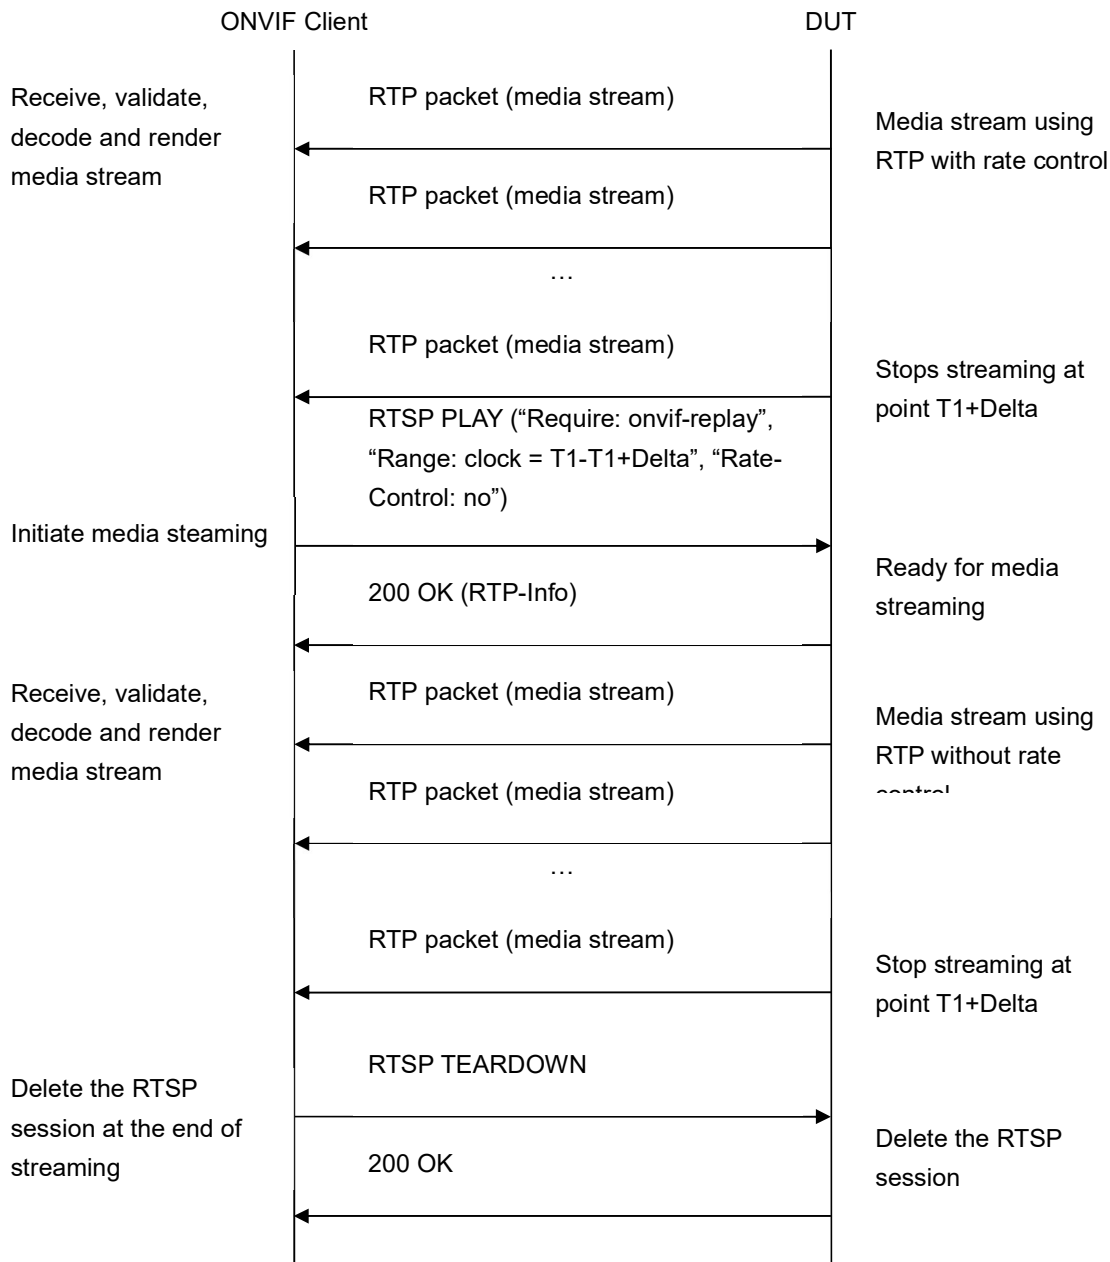 ONVIF Client
DUT
Receive, validate,
decode and render
media stream
RTP packet (media stream)
Media stream using
RTP with rate control
RTP packet (media stream)
…
RTP packet (media stream)
Stops streaming at
point T1+Delta
RTSP PLAY (“Require: onvif-replay”,
“Range: clock = T1-T1+Delta”, “Rate-
Control: no”)
Initiate media steaming
Ready for media
streaming
200 OK (RTP-Info)
Receive, validate,
decode and render
media stream
RTP packet (media stream)
Media stream using
RTP without rate
control
RTP packet (media stream)
…
RTP packet (media stream)
Stop streaming at
point T1+Delta
RTSP TEARDOWN
Delete the RTSP
session at the end of
streaming
Delete the RTSP
session
200 OK